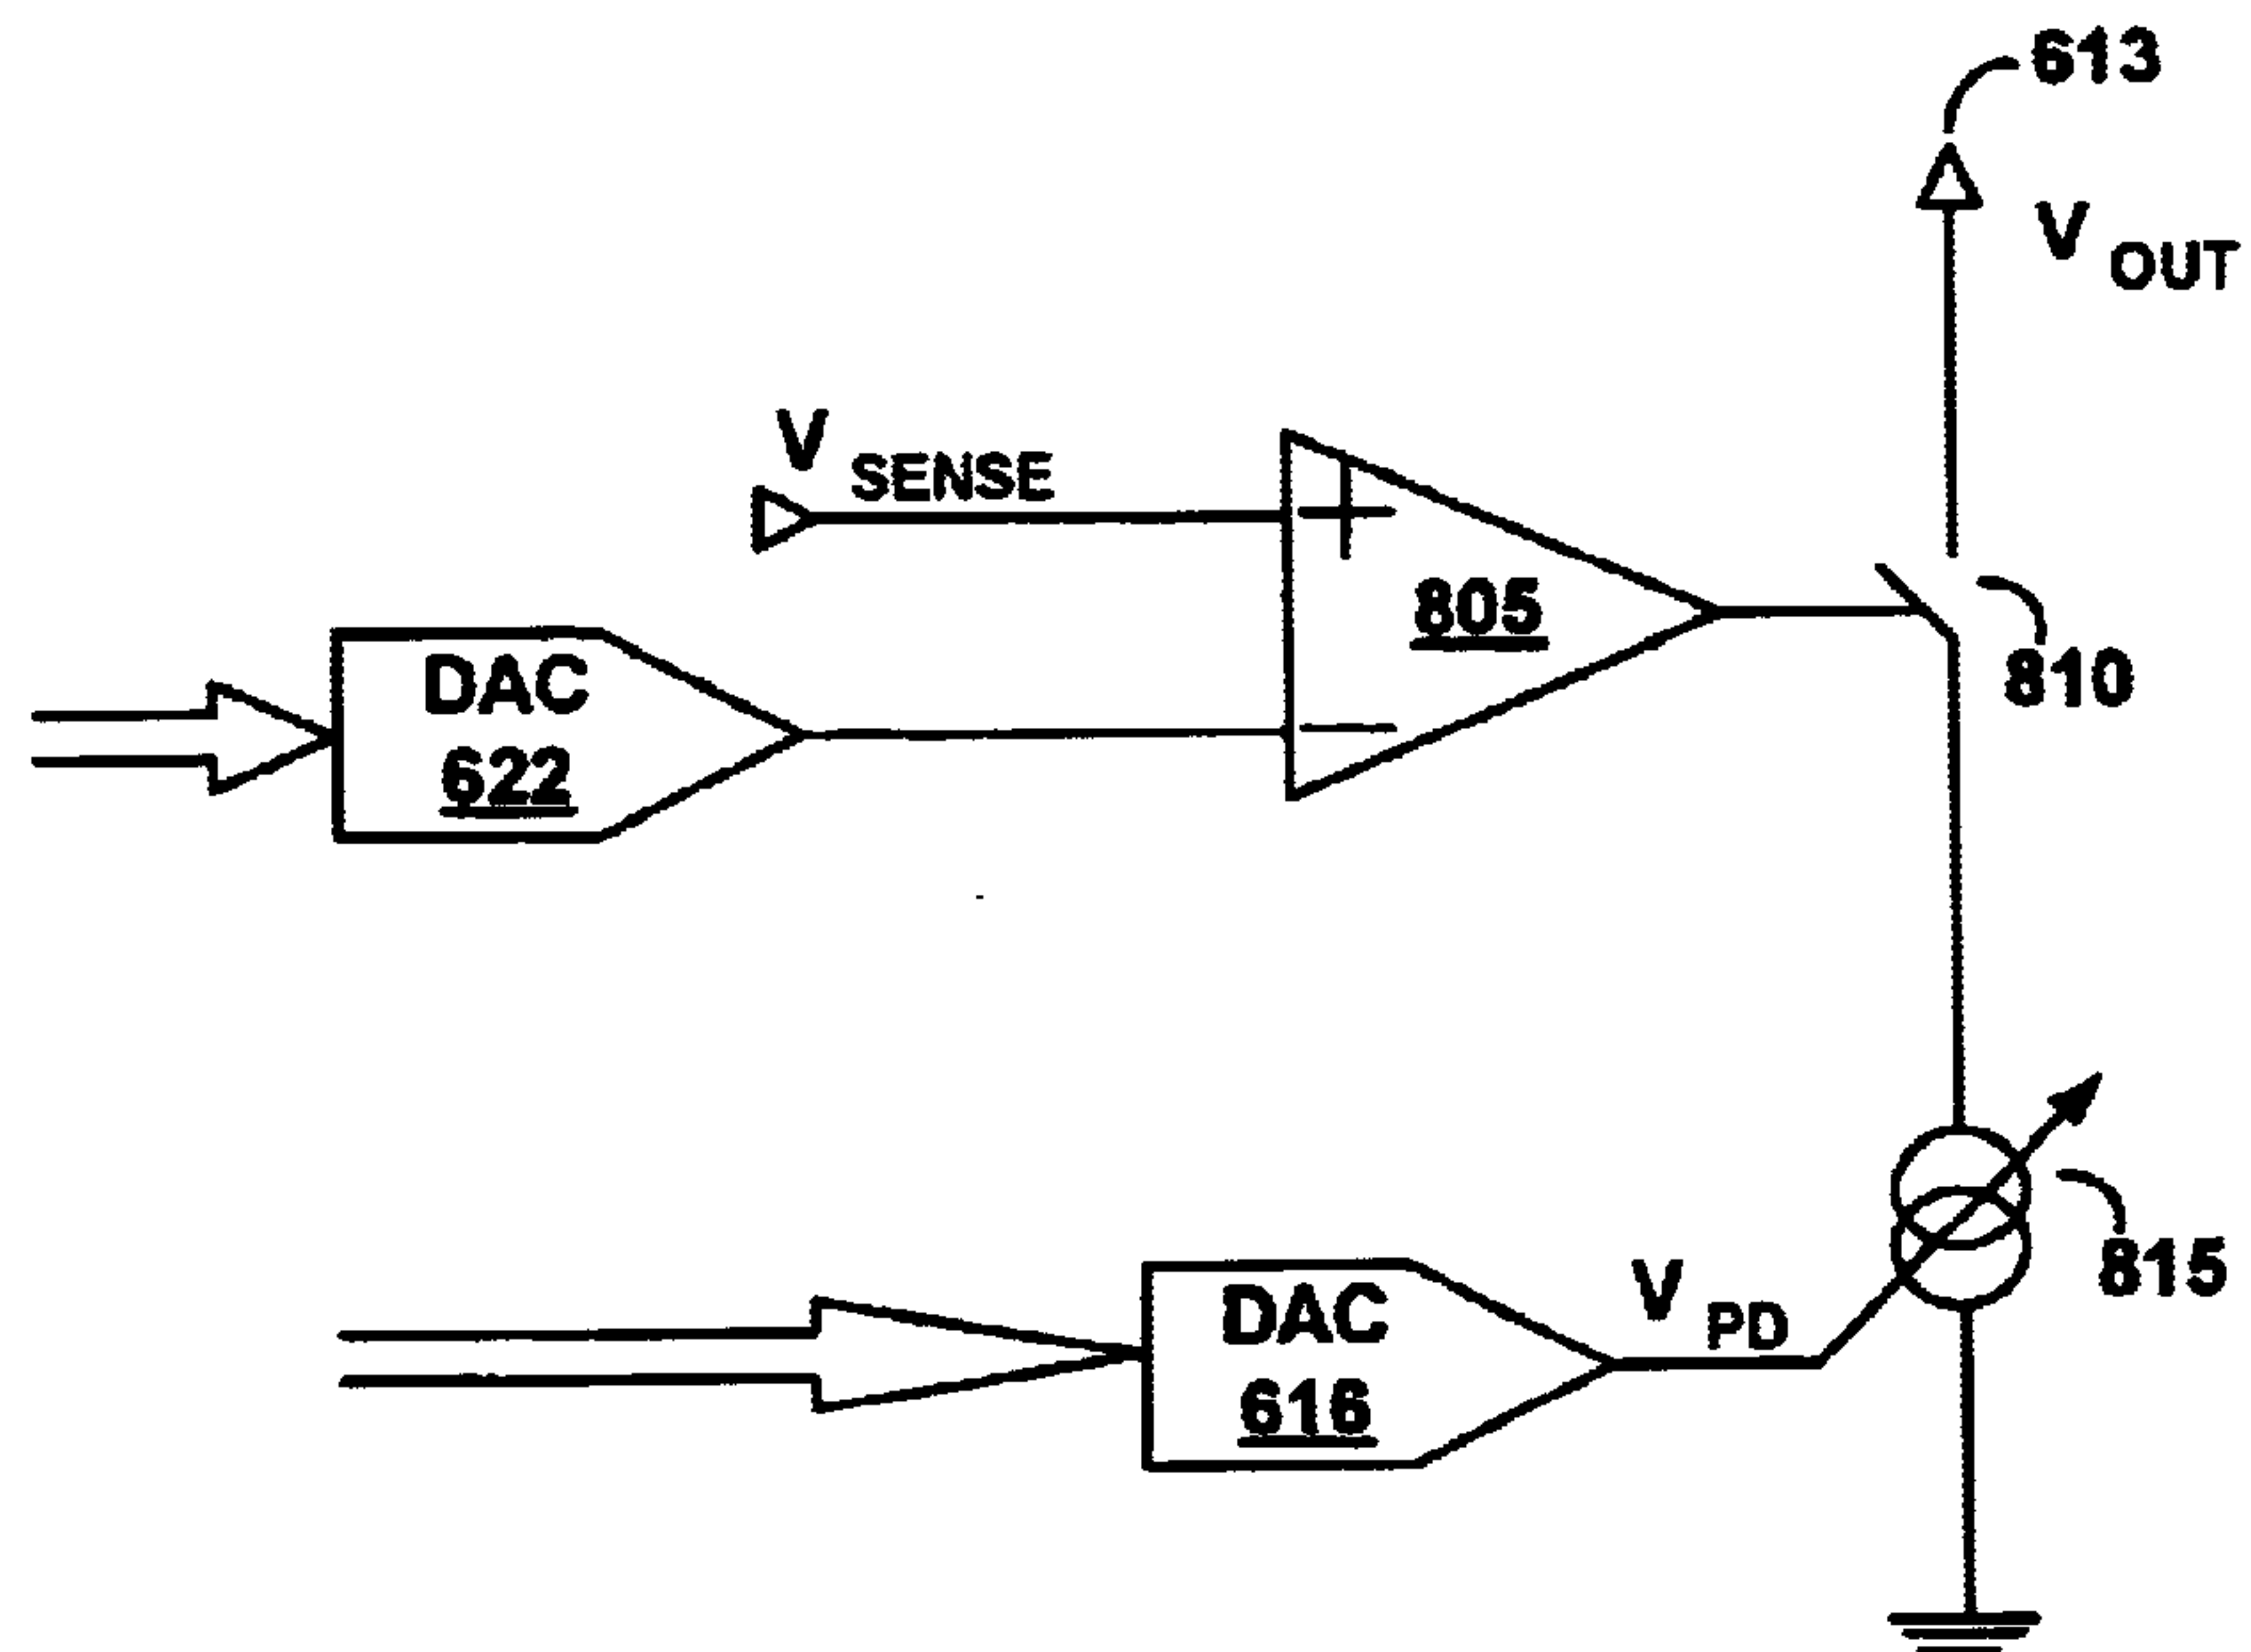 613
V OUT
V SENSE
+
805
DAC
622
−
810
815
DAC
616
V PD